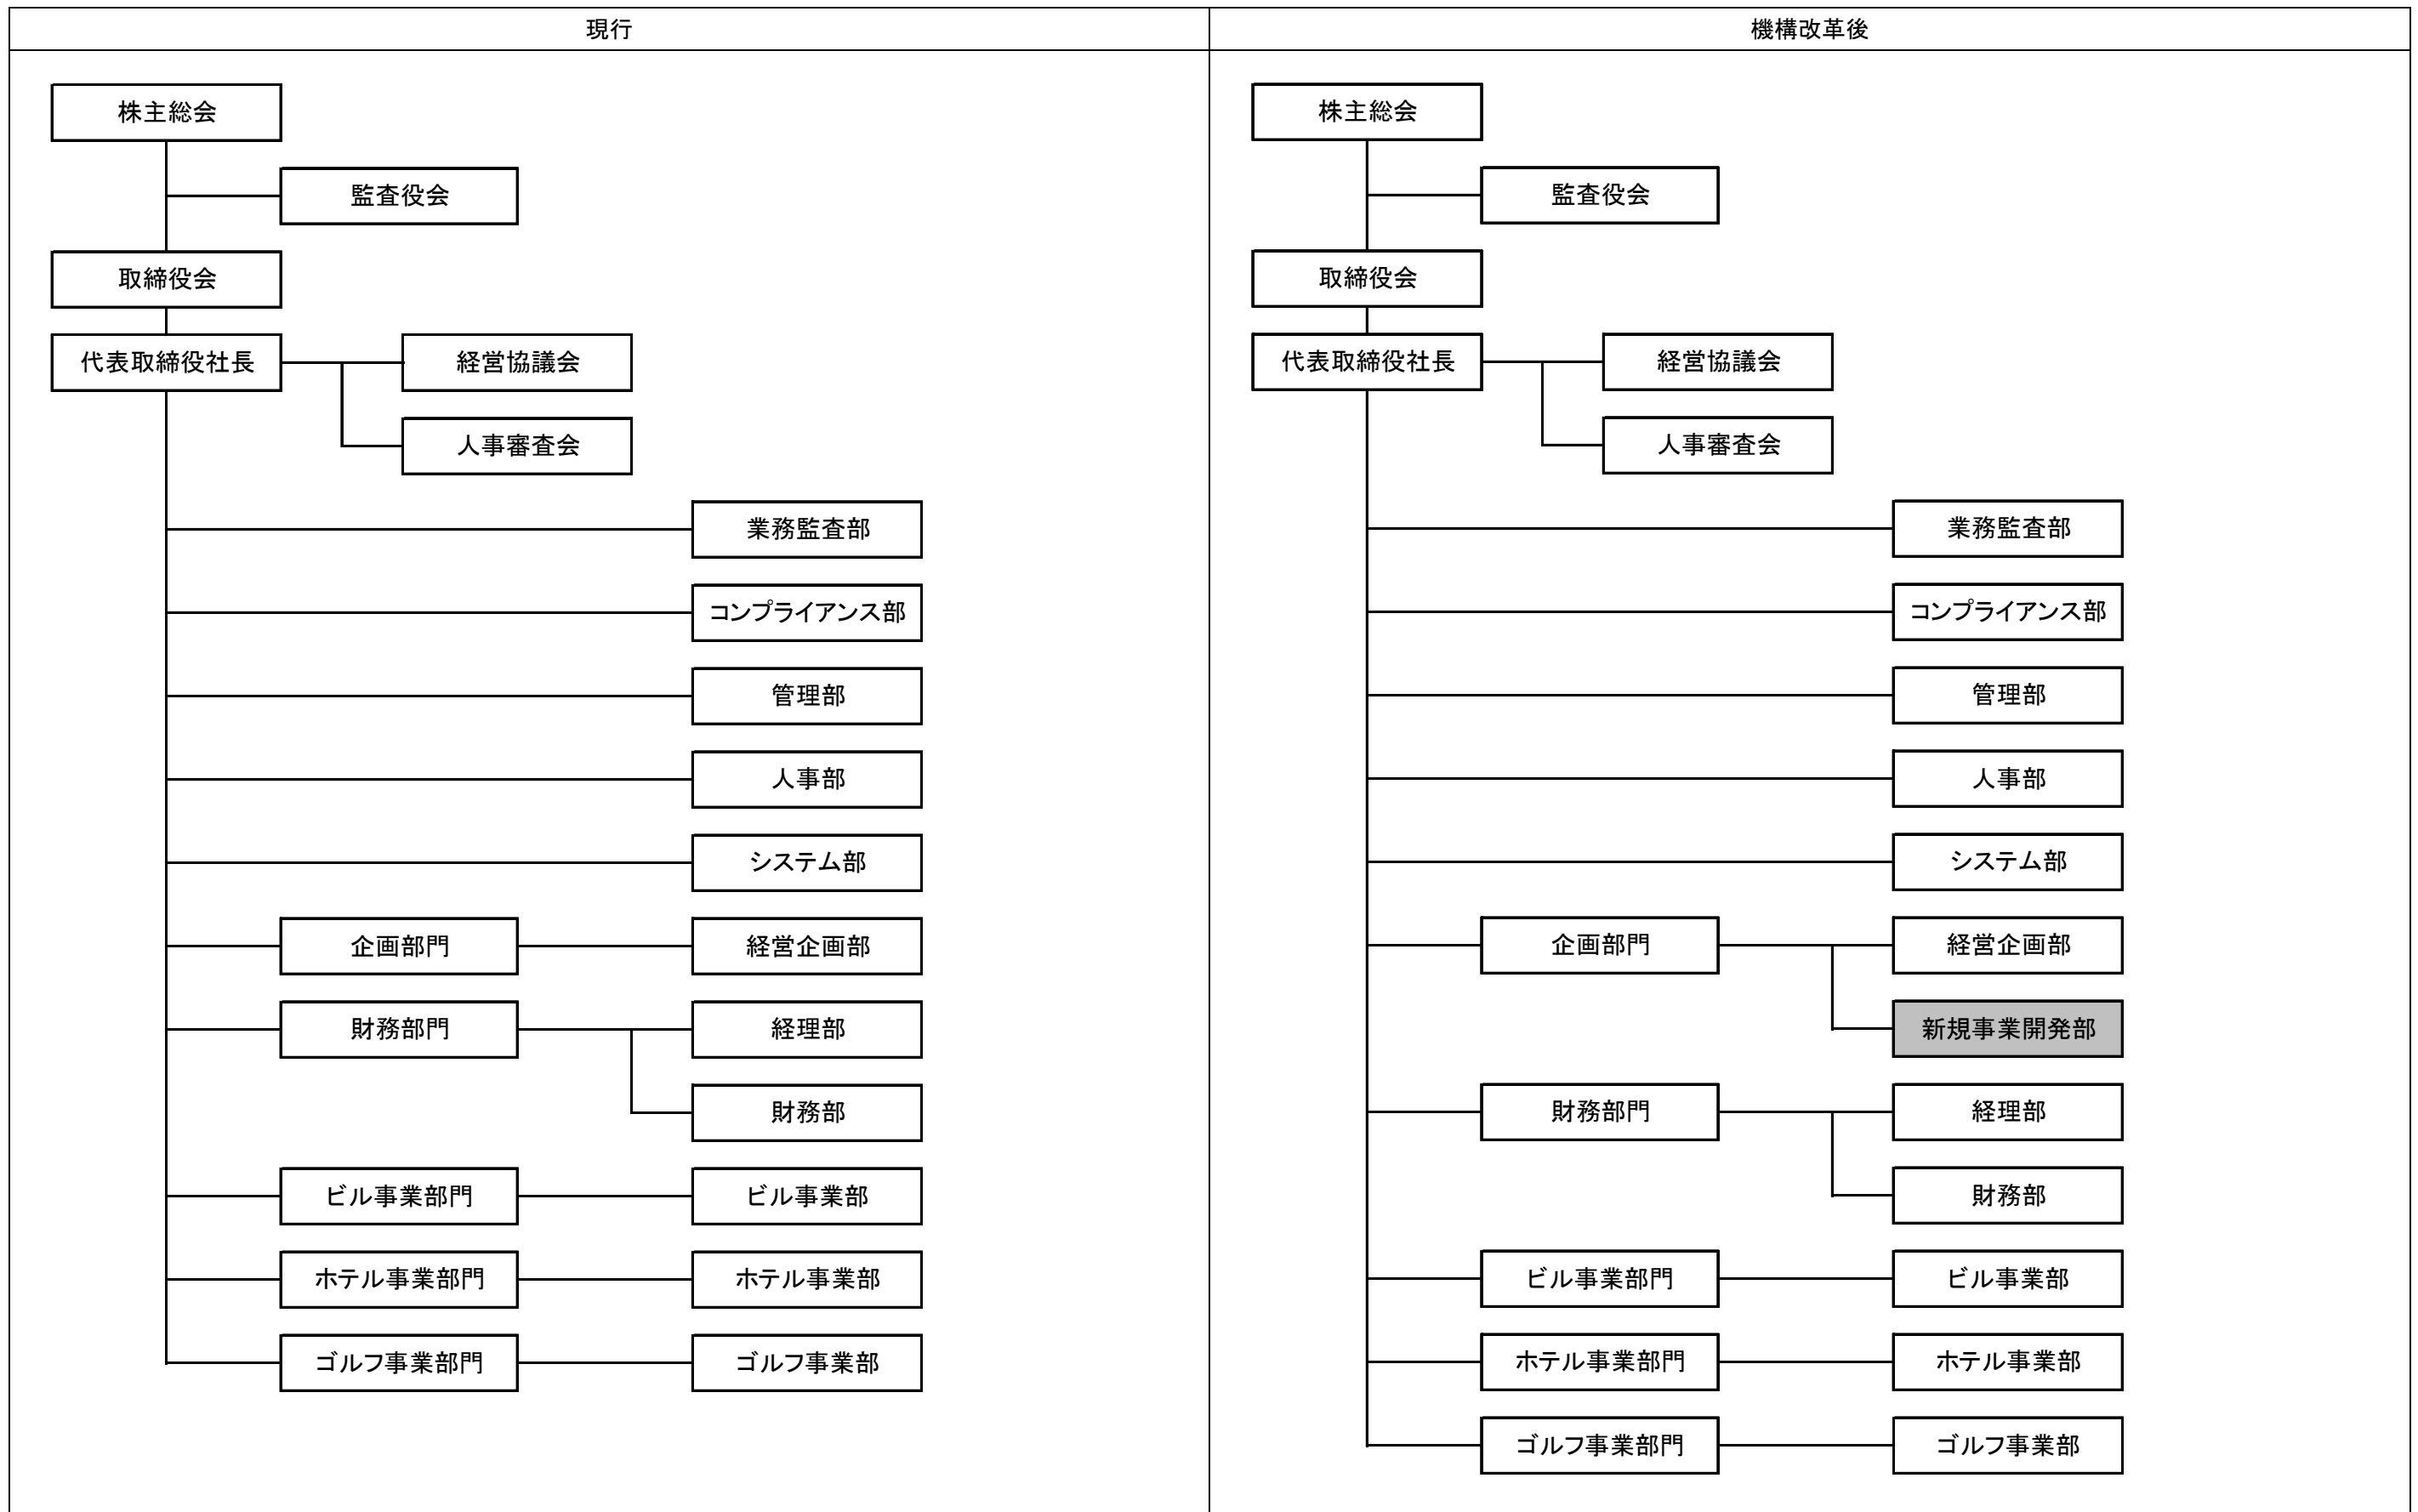 現行
株主総会
監査役会
取締役会
代表取締役社長
経営協議会
人事審査会
業務監査部
コンプライアンス部
管理部
人事部
システム部
企画部門
経営企画部
財務部門
経理部
財務部
ビル事業部門
ビル事業部
ホテル事業部門
ホテル事業部
ゴルフ事業部門
ゴルフ事業部
機構改革後
株主総会
監査役会
取締役会
代表取締役社長
経営協議会
人事審査会
業務監査部
コンプライアンス部
管理部
人事部
システム部
企画部門
経営企画部
新規事業開発部
財務部門
経理部
財務部
ビル事業部門
ビル事業部
ホテル事業部門
ホテル事業部
ゴルフ事業部門
ゴルフ事業部